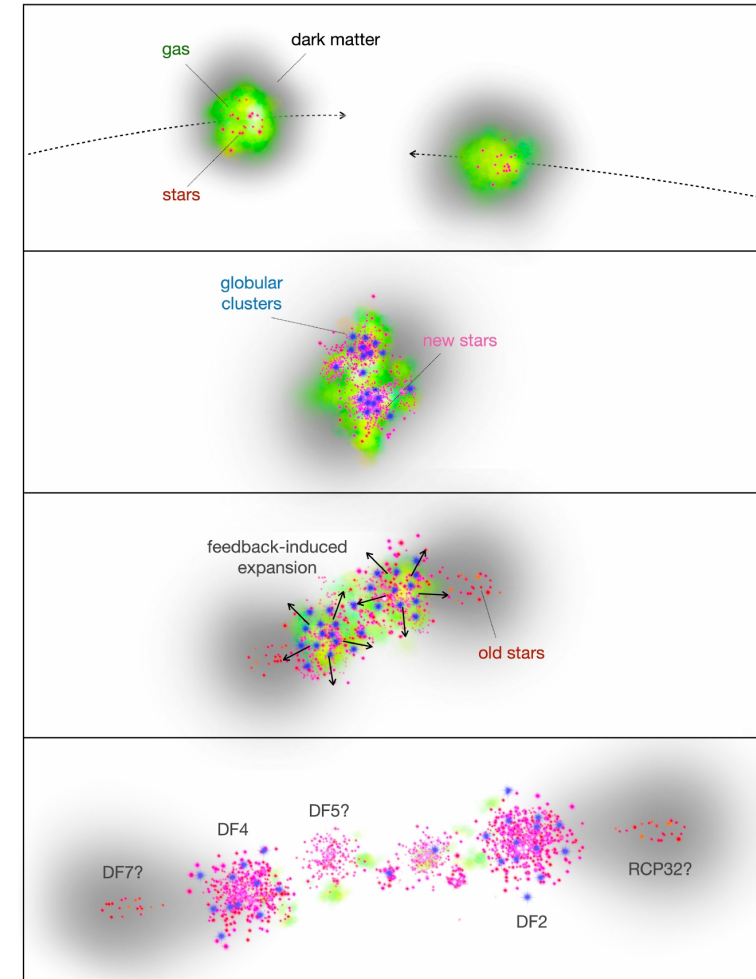 dark matter
gas
stars
globular
clusters
new stars
feedback-induced
expansion
old stars
DF5?
DF4
DF7?
RCP32?
DF2